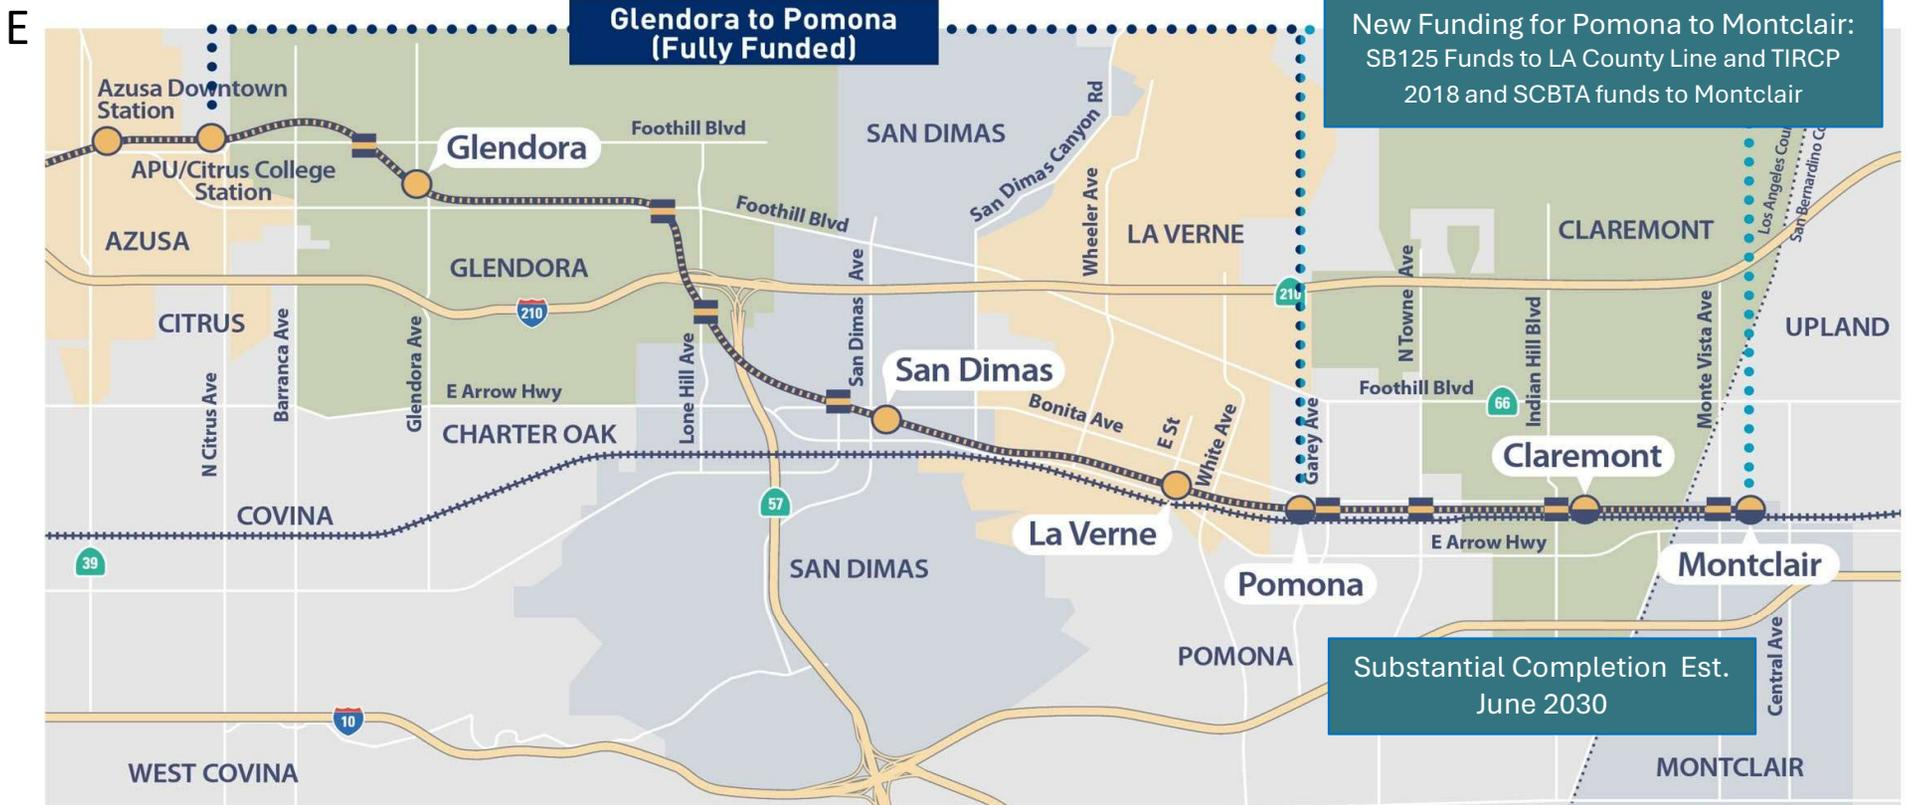 E
Glendora to Pomona
(Fully Funded)
New Funding for Pomona to Montclair:
SB125 Funds to LA County Line and TIRCP
2018 and SCBTA funds to Montclair
Azusa Downtown
Station
APU/Citrus College
Station
Glendora
Foothill Blvd
SAN DIMAS
San Dimas Canyon Rd
Wheeler Ave
LA VERNE
CLAREMONT
Los Angeles
San Bernardino
AZUSA
GLENDORA
Foothill Blvd
210
210
CITRUS
N Citrus Ave
Barranca Ave
Glendora Ave
E Arrow Hwy
CHARTER OAK
Lone Hill Ave
San Dimas Ave
San Dimas
Bonita Ave
E St
White Ave
Garey Ave
N Towne Ave
Foothill Blvd
66
Indian Hill Blvd
Monte Vista Ave
UPLAND
Claremont
COVINA
39
57
SAN DIMAS
La Verne
Pomona
E Arrow Hwy
Montclair
POMONA
Substantial Completion Est.
June 2030
Central Ave
10
WEST COVINA
MONTCLAIR